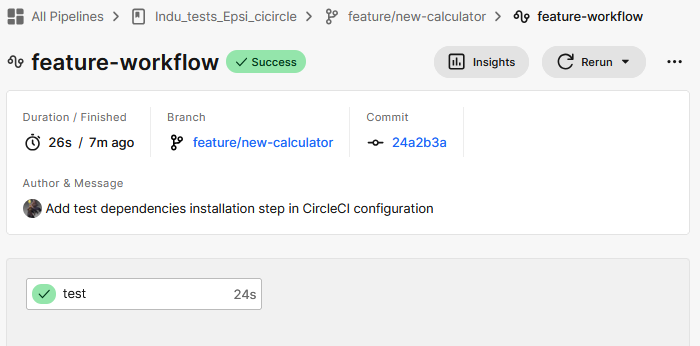 All Pipelines > Indu_tests_Epsi_cicircle > feature/new-calculator > feature-workflow
feature-workflow Success Insights Rerun
Duration / Finished Branch Commit
26s / 7m ago feature/new-calculator 24a2b3a
Author & Message
Add test dependencies installation step in CircleCI configuration
test 24s